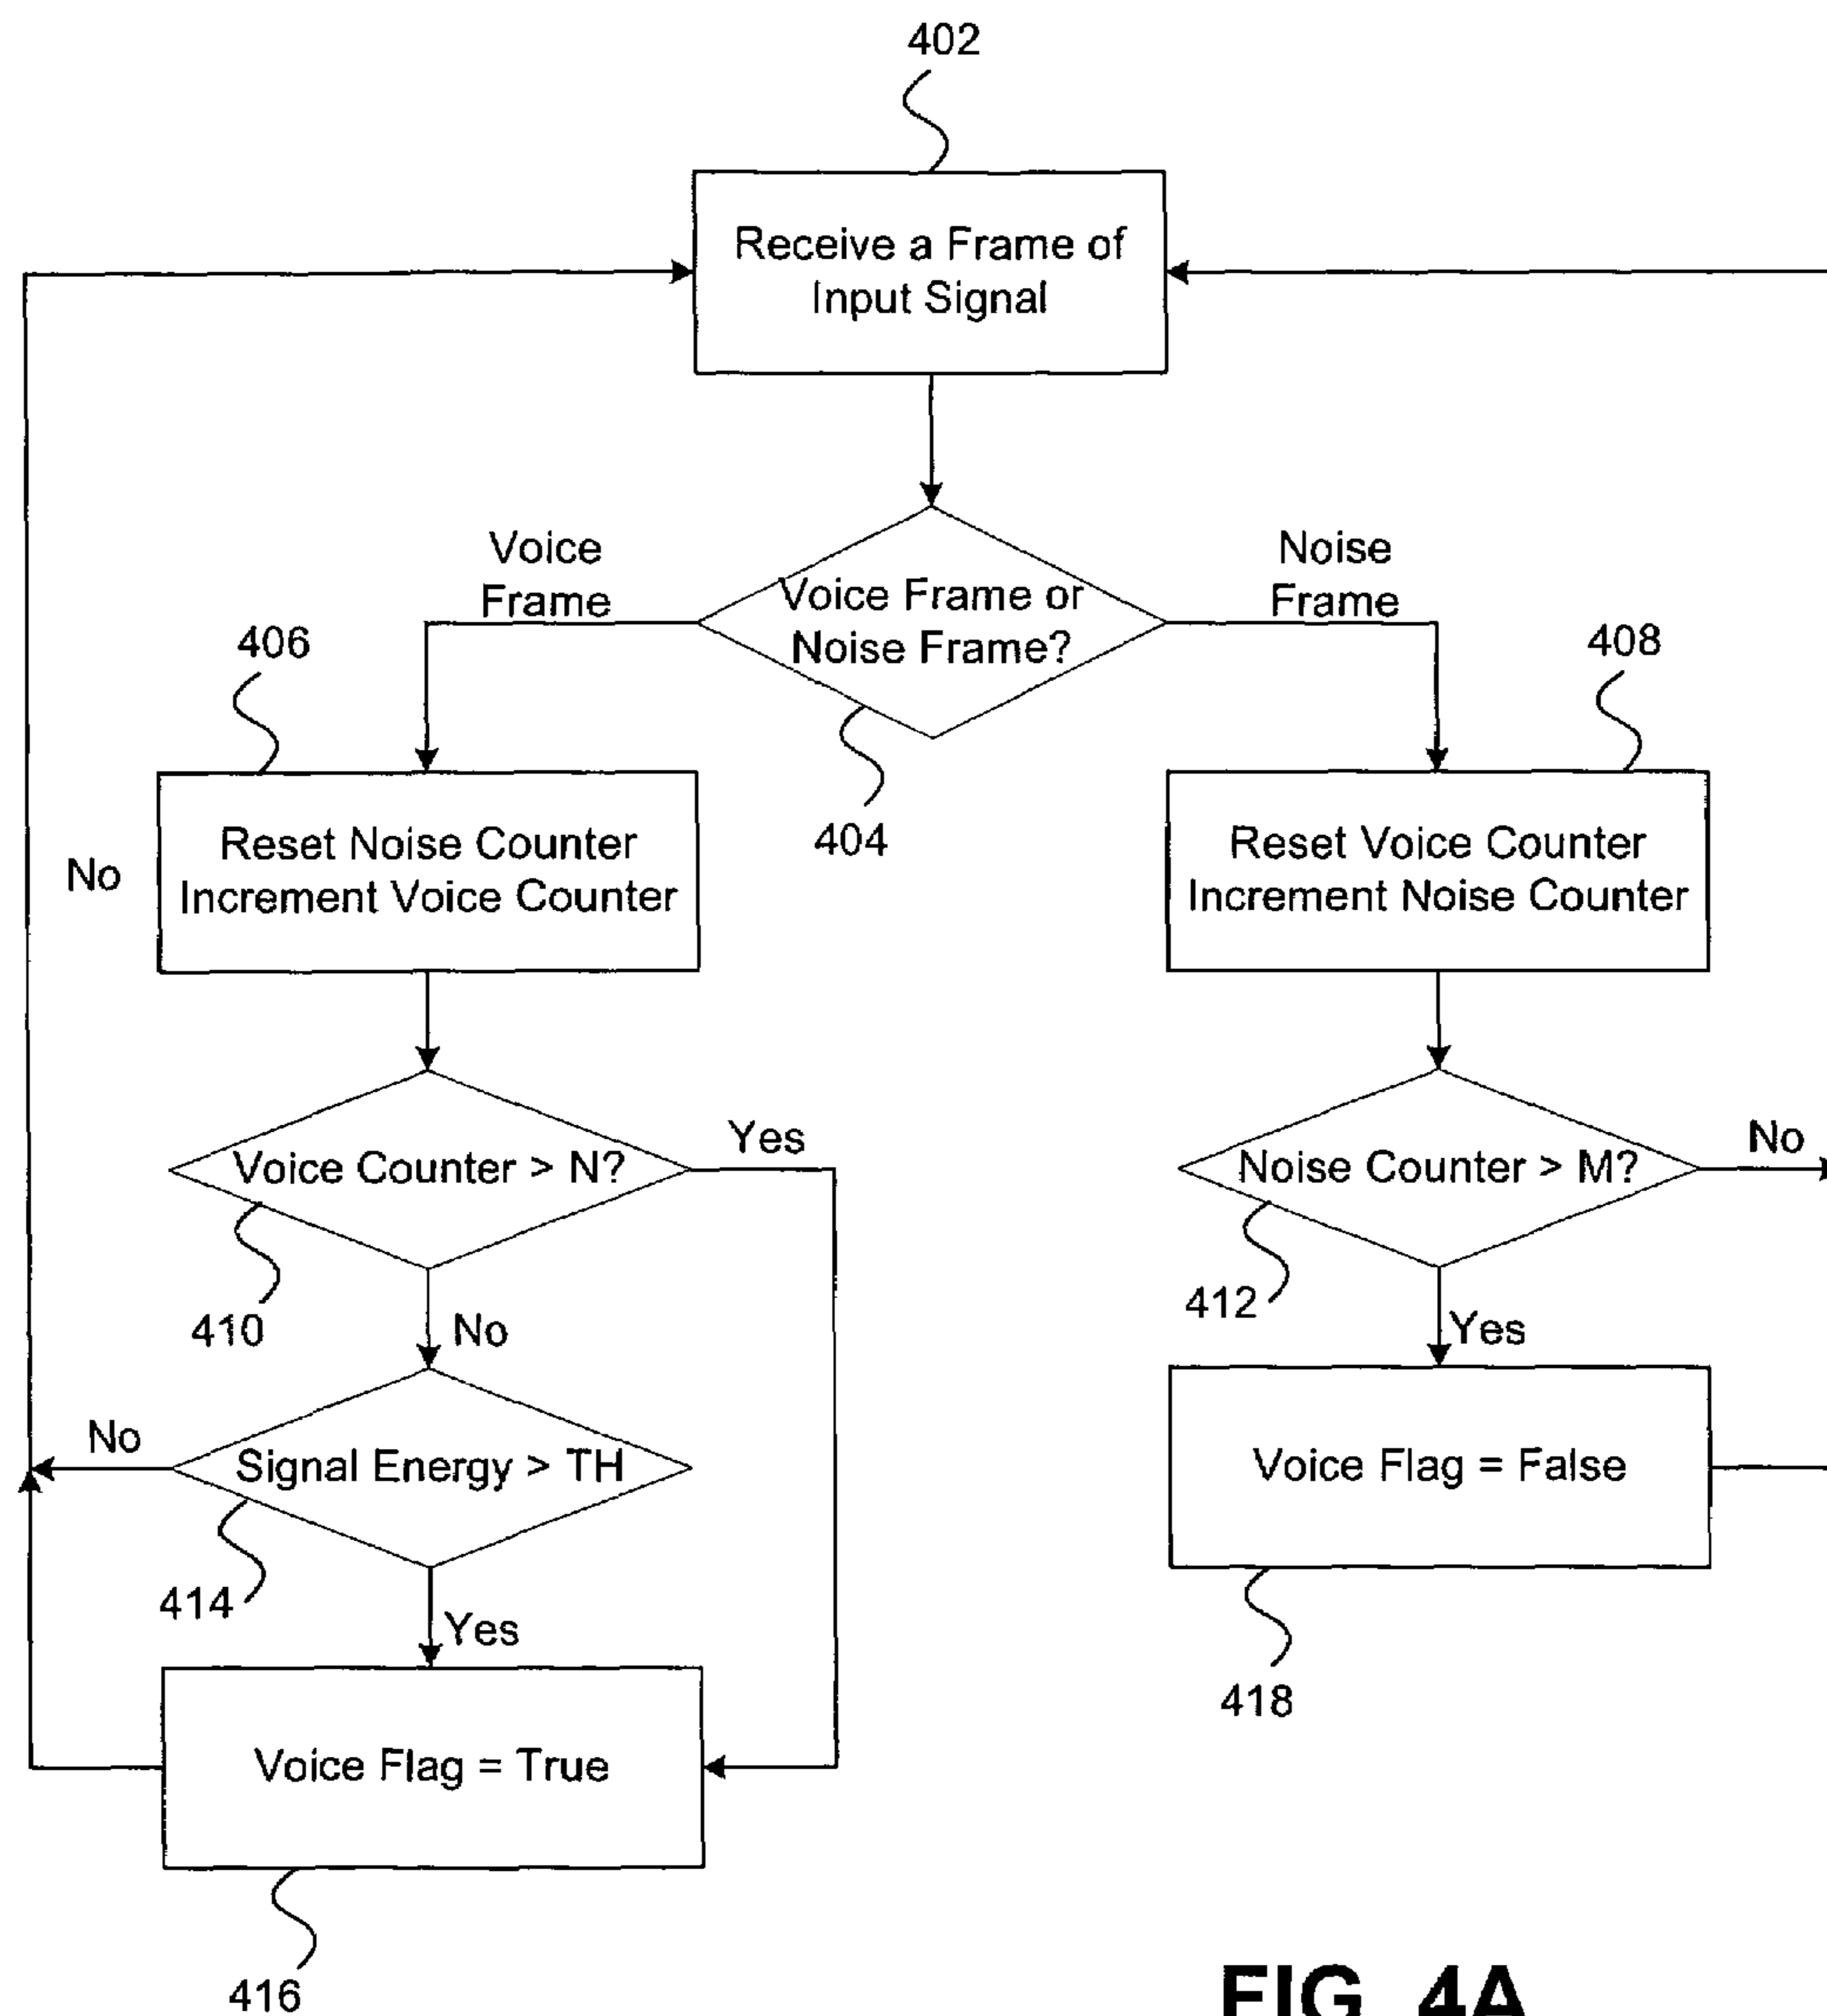 402
Receive a Frame of
Input Signal
Voice
Frame
Voice Frame or
Noise Frame?
Noise
Frame
404
406
Reset Noise Counter
Increment Voice Counter
408
Reset Voice Counter
Increment Noise Counter
No
Voice Counter > N?
Yes
410
No
Noise Counter > M?
No
412
Yes
Signal Energy > TH
No
414
Yes
Voice Flag = False
418
Voice Flag = True
416
FIG. 4A